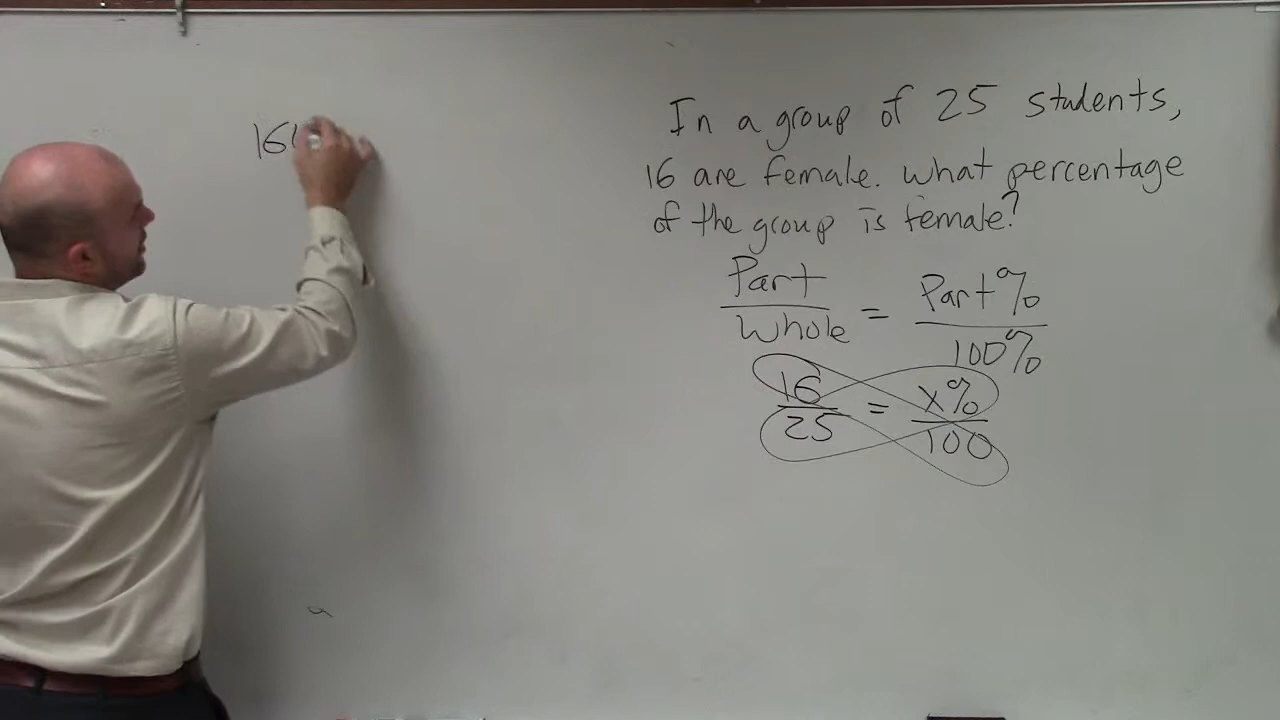 16
In a group of 25 students,
16 are female. what percentage
of the group is female?
Part = Part%
Whole 100%
16 = x%
25 100